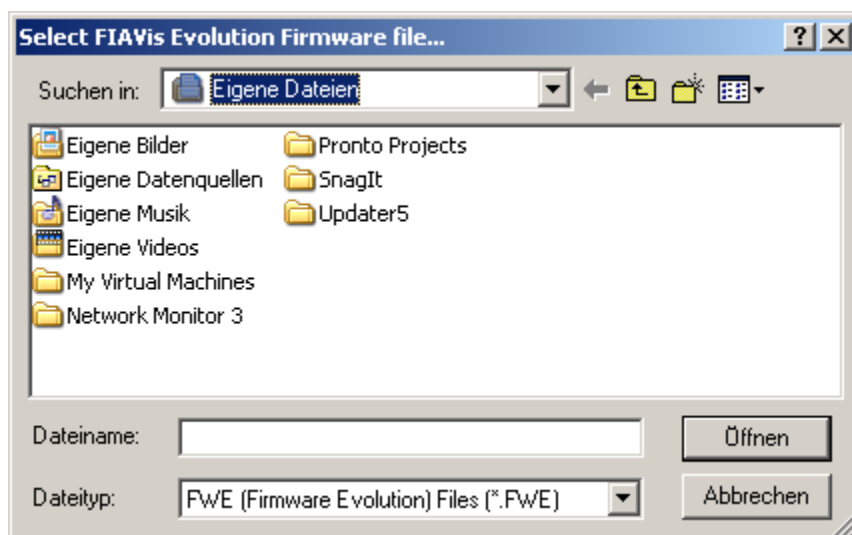 Select FIAVis Evolution Firmware file...
Suchen in: Eigene Dateien
Eigene Bilder
Eigene Datenquellen
Eigene Musik
Eigene Videos
My Virtual Machines
Network Monitor 3
Pronto Projects
SnagIt
Updater5
Dateiname:
Öffnen
Dateityp: FWE (Firmware Evolution) Files (*.FWE)
Abbrechen